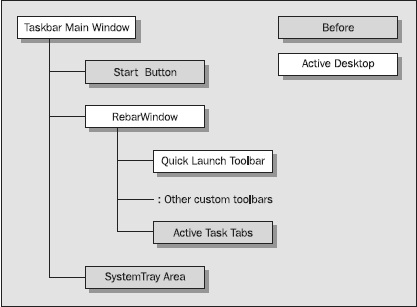 Taskbar Main Window
Before
Active Desktop
Start Button
RebarWindow
Quick Launch Toolbar
: Other custom toolbars
Active Task Tabs
SystemTray Area